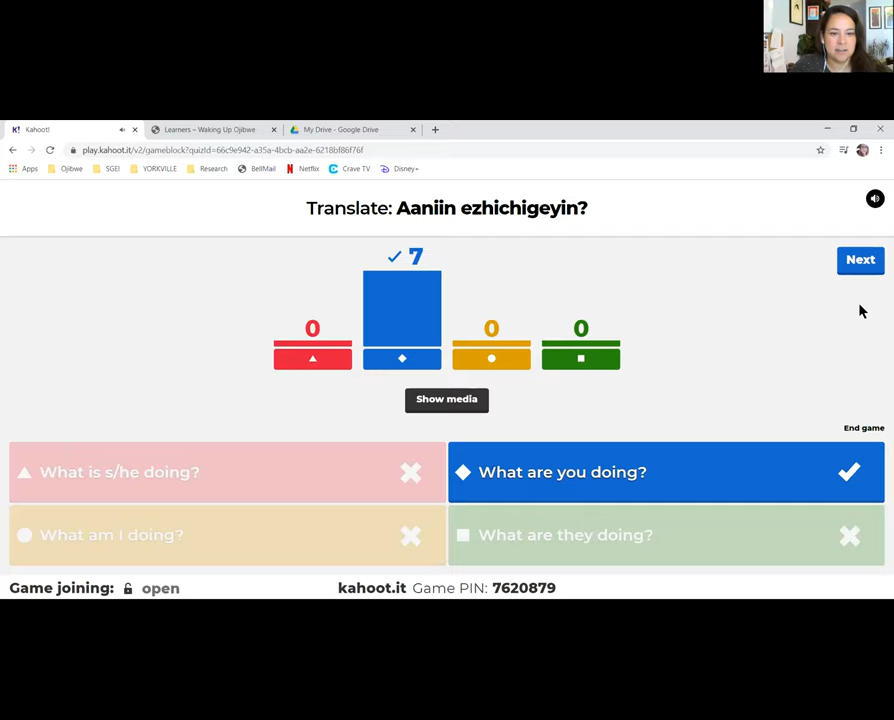 K! Kahoot!
Learners – Waking Up Ojibwe
My Drive - Google Drive
play.kahoot.it/v2/gameblock?quizId=66c9e942-a35a-4bcb-aa2e-6218bf86f76f
Apps Ojibwe SGEI YORKVILLE Research BellMail Netflix Crave TV Disney+
Translate: Aaniin ezhichigeyin?
Next
7
0 0 0
Show media
End game
What is s/he doing? What are you doing?
What am I doing? What are they doing?
Game joining: open kahoot.it Game PIN: 7620879